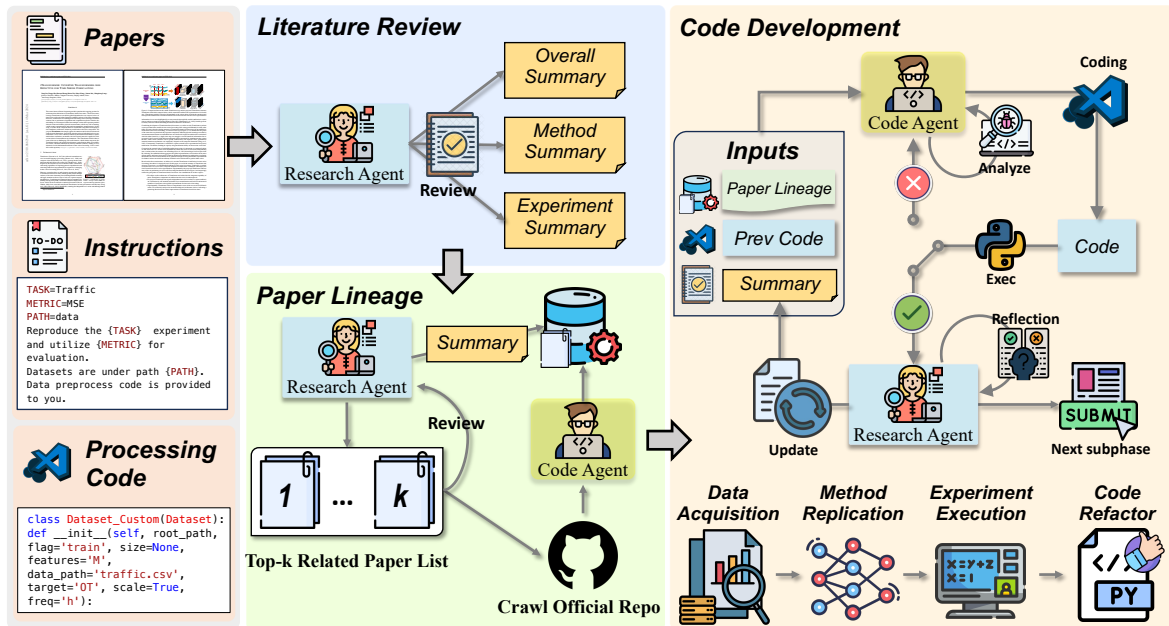 Papers
Instructions
TO-DO
TASK=Traffic
METRIC=MSE
PATH=data
Reproduce the {TASK} experiment
and utilize {METRIC} for
evaluation.
Datasets are under path {PATH}.
Data preprocess code is provided
to you.
Processing
Code
class Dataset_Custom(Dataset):
def __init__(self, root_path,
flag='train', size=None,
features='M',
data_path='traffic.csv',
target='OT', scale=True,
freq='h'):
Literature Review
Research Agent
Review
Overall
Summary
Method
Summary
Experiment
Summary
Paper Lineage
Research Agent
Summary
Review
Code Agent
1
...
k
Top-k Related Paper List
Crawl Official Repo
Code Development
Inputs
Paper Lineage
Prev Code
Summary
Code Agent
Coding
Analyze
Code
Exec
Reflection
Research Agent
Update
SUBMIT
Next subphase
Data
Acquisition
Method
Replication
Experiment
Execution
Code
Refactor
x=y+z
x=1
</>
PY